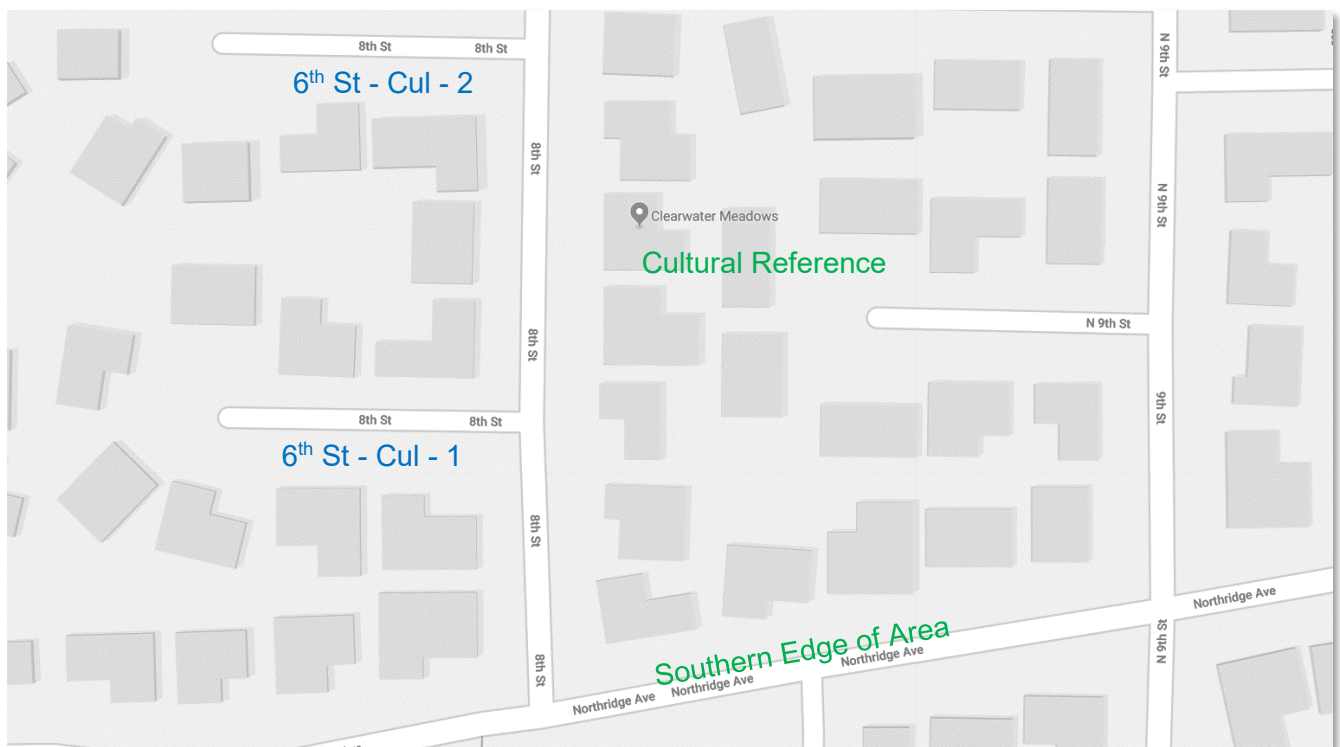 8th St
8th St
N 9th St
6th St - Cul - 2
8th St
N 9th St
Clearwater Meadows
Cultural Reference
N 9th St
8th St
9th St
8th St
8th St
6th St - Cul - 1
8th St
Northridge Ave
Southern Edge of Area
N 9th St
Northridge Ave
8th St
Northridge Ave
Northridge Ave